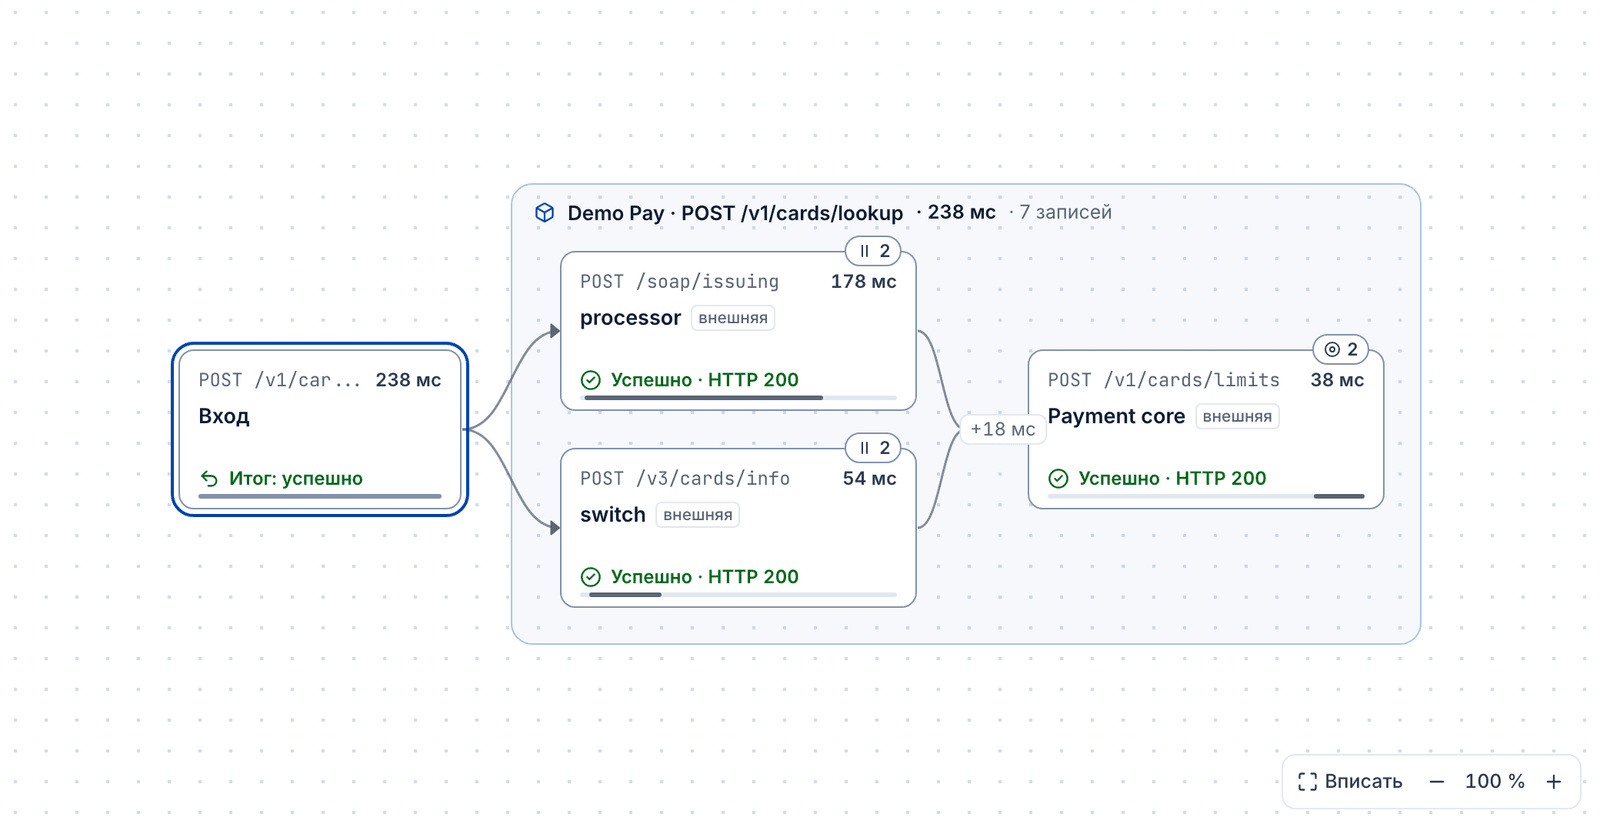 Demo Pay · POST /v1/cards/lookup · 238 мс · 7 записей
POST /v1/car... 238 мс
Вход
Итог: успешно
2
POST /soap/issuing 178 мс
processor внешняя
Успешно · HTTP 200
2
POST /v3/cards/info 54 мс
switch внешняя
Успешно · HTTP 200
+18 мс
2
POST /v1/cards/limits 38 мс
Payment core внешняя
Успешно · HTTP 200
Вписать − 100 % +